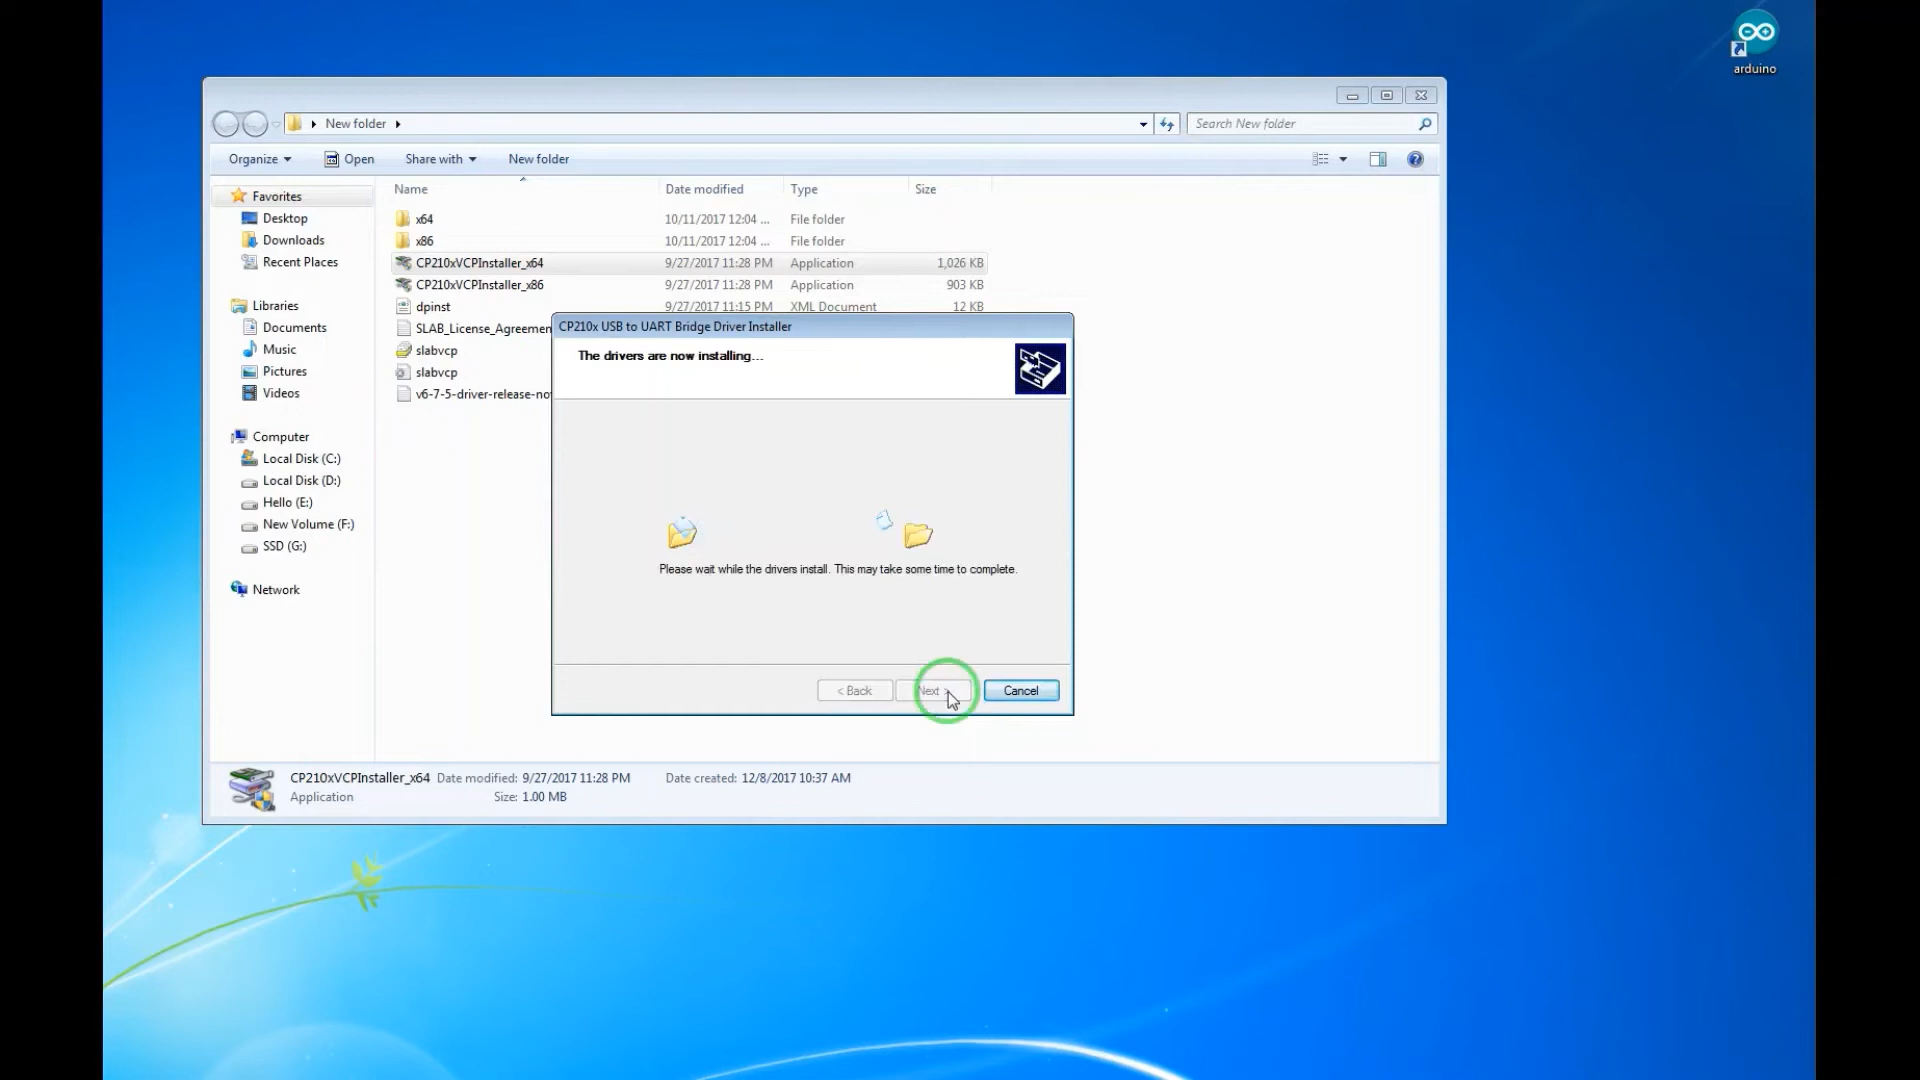 arduino
New folder
Search New folder
Organize
Open
Share with
New folder
Name
Date modified
Type
Size
Favorites
Desktop
Downloads
Recent Places
Libraries
Documents
Music
Pictures
Videos
Computer
Local Disk (C:)
Local Disk (D:)
Hello (E:)
New Volume (F:)
SSD (G:)
Network
x64 10/11/2017 12:04 ... File folder
x86 10/11/2017 12:04 ... File folder
CP210xVCPInstaller_x64 9/27/2017 11:28 PM Application 1,026 KB
CP210xVCPInstaller_x86 9/27/2017 11:28 PM Application 903 KB
dpinst 9/27/2017 11:15 PM XML Document 12 KB
SLAB_License_Agreemen
slabvcp
slabvcp
v6-7-5-driver-release-no
CP210x USB to UART Bridge Driver Installer
The drivers are now installing...
Please wait while the drivers install. This may take some time to complete.
< Back
Next >
Cancel
CP210xVCPInstaller_x64 Date modified: 9/27/2017 11:28 PM Date created: 12/8/2017 10:37 AM
Application Size: 1.00 MB